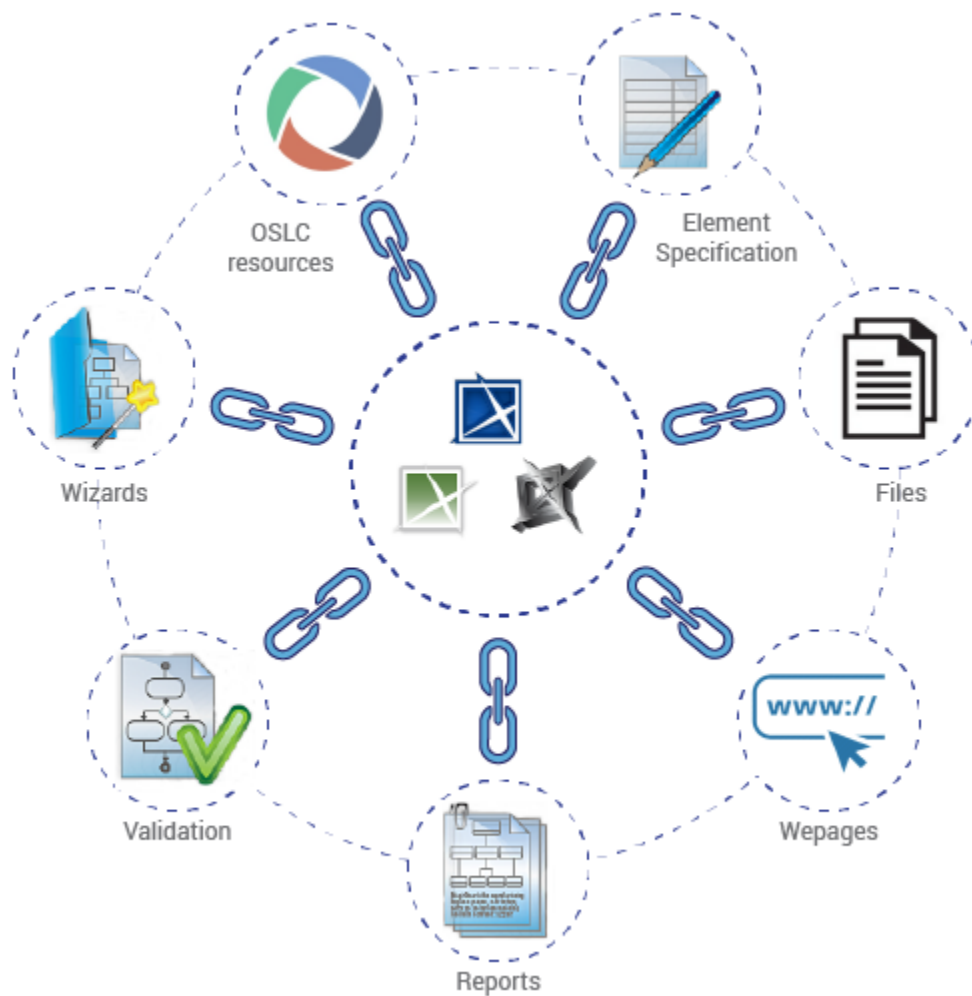 OSLC
resources
Element
Specification
Wizards
Files
www://
Validation
Wepages
Reports